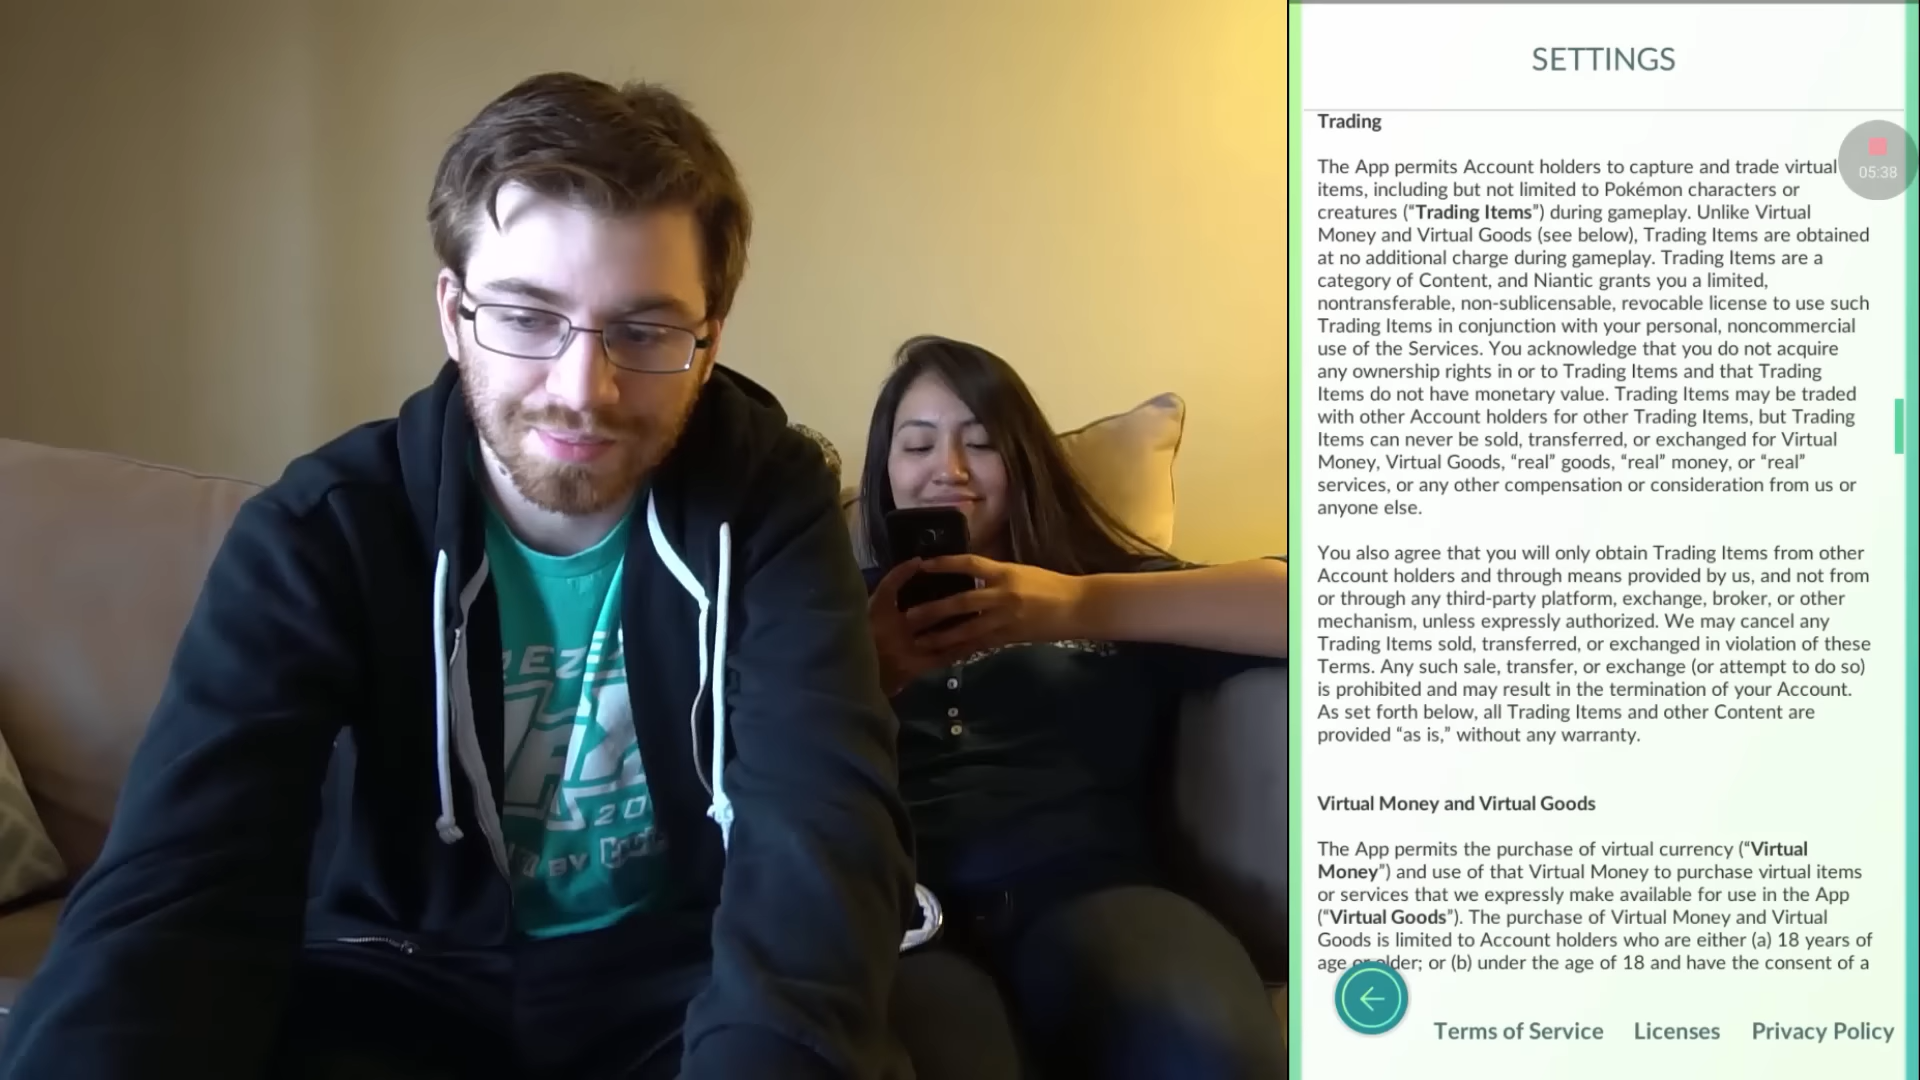 SETTINGS
Trading
The App permits Account holders to capture and trade virtual
items, including but not limited to Pokémon characters or
creatures (“Trading Items”) during gameplay. Unlike Virtual
Money and Virtual Goods (see below), Trading Items are obtained
at no additional charge during gameplay. Trading Items are a
category of Content, and Niantic grants you a limited,
nontransferable, non-sublicensable, revocable license to use such
Trading Items in conjunction with your personal, noncommercial
use of the Services. You acknowledge that you do not acquire
any ownership rights in or to Trading Items and that Trading
Items do not have monetary value. Trading Items may be traded
with other Account holders for other Trading Items, but Trading
Items can never be sold, transferred, or exchanged for Virtual
Money, Virtual Goods, “real” goods, “real” money, or “real”
services, or any other compensation or consideration from us or
anyone else.
You also agree that you will only obtain Trading Items from other
Account holders and through means provided by us, and not from
or through any third-party platform, exchange, broker, or other
mechanism, unless expressly authorized. We may cancel any
Trading Items sold, transferred, or exchanged in violation of these
Terms. Any such sale, transfer, or exchange (or attempt to do so)
is prohibited and may result in the termination of your Account.
As set forth below, all Trading Items and other Content are
provided “as is,” without any warranty.
Virtual Money and Virtual Goods
The App permits the purchase of virtual currency (“Virtual
Money”) and use of that Virtual Money to purchase virtual items
or services that we expressly make available for use in the App
(“Virtual Goods”). The purchase of Virtual Money and Virtual
Goods is limited to Account holders who are either (a) 18 years of
age or older; or (b) under the age of 18 and have the consent of a
Terms of Service Licenses Privacy Policy
05:38
BY